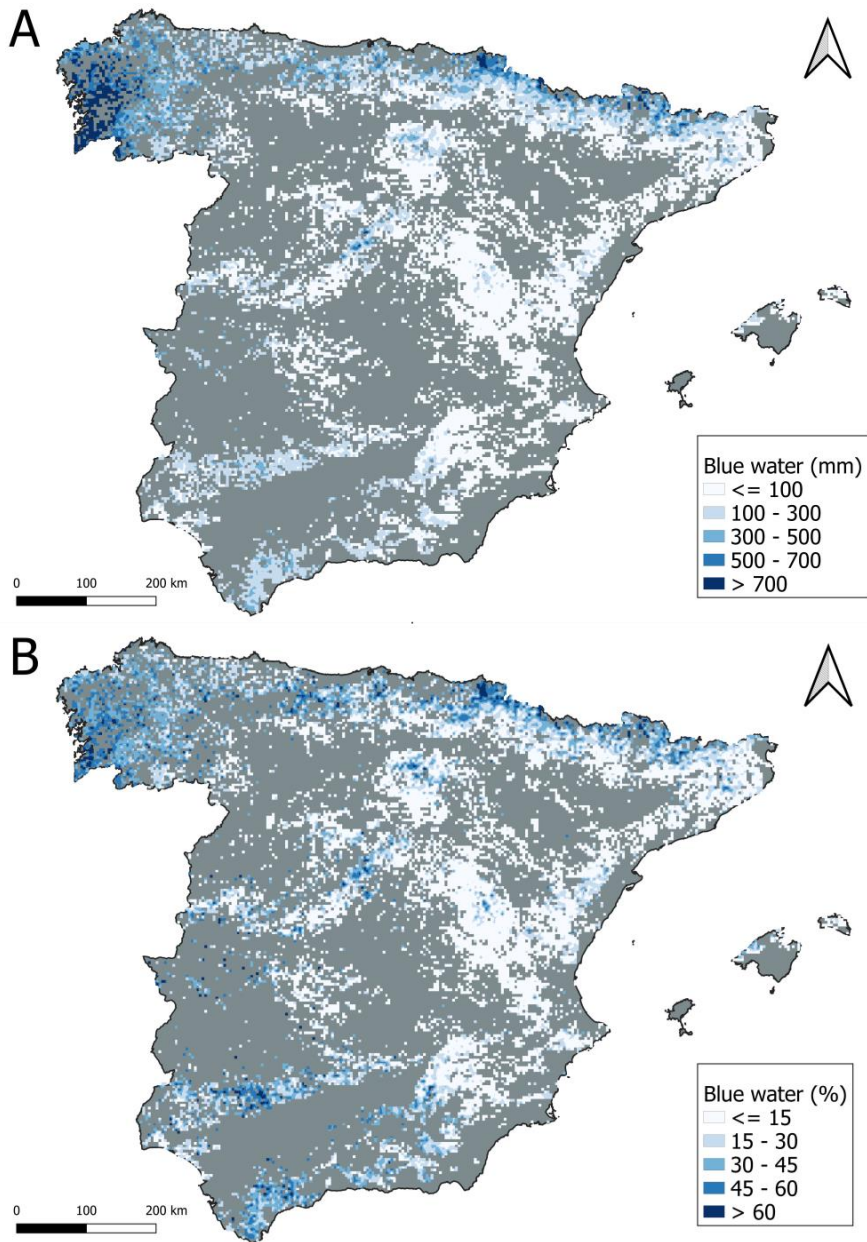 A
Blue water (mm)
<= 100
100 - 300
300 - 500
500 - 700
> 700
0 100 200 km
B
Blue water (%)
<= 15
15 - 30
30 - 45
45 - 60
> 60
0 100 200 km